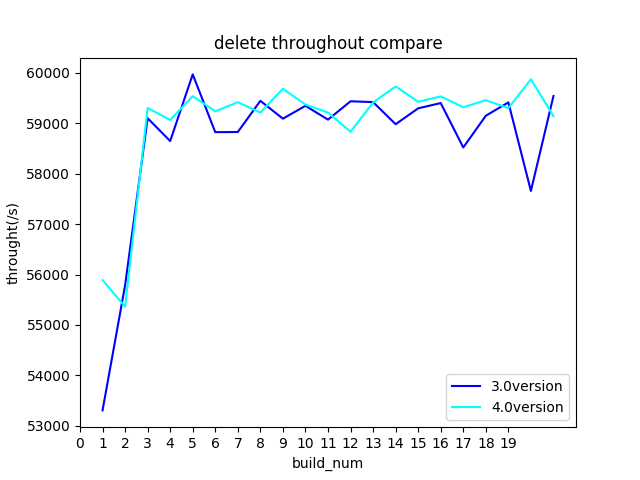 delete throughout compare
60000
59000
58000
57000
56000
55000
54000
53000
throught(/s)
0 1 2 3 4 5 6 7 8 9 10 11 12 13 14 15 16 17 18 19
build_num
3.0version
4.0version